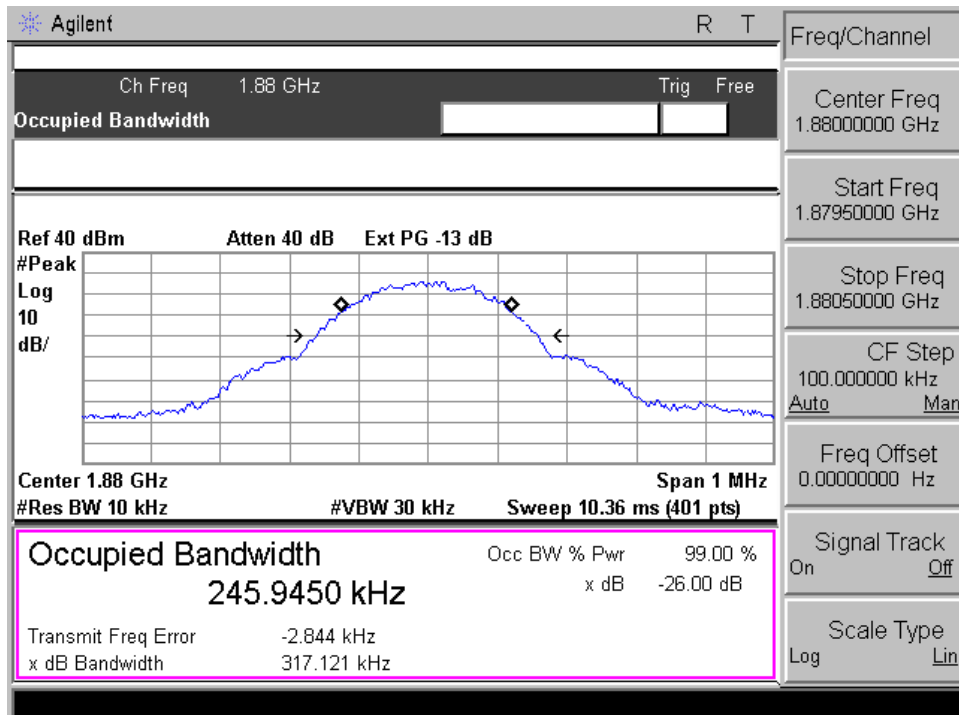 Agilent R T
Freq/Channel
Ch Freq 1.88 GHz Trig Free
Occupied Bandwidth
Center Freq
1.88000000 GHz
Start Freq
1.87950000 GHz
Stop Freq
1.88050000 GHz
CF Step
100.000000 kHz
Auto Man
Freq Offset
0.00000000 Hz
Signal Track
On Off
Scale Type
Log Lin
Ref 40 dBm Atten 40 dB Ext PG -13 dB
#Peak
Log
10
dB/
Center 1.88 GHz Span 1 MHz
#Res BW 10 kHz #VBW 30 kHz Sweep 10.36 ms (401 pts)
Occupied Bandwidth Occ BW % Pwr 99.00 %
245.9450 kHz x dB -26.00 dB
Transmit Freq Error -2.844 kHz
x dB Bandwidth 317.121 kHz